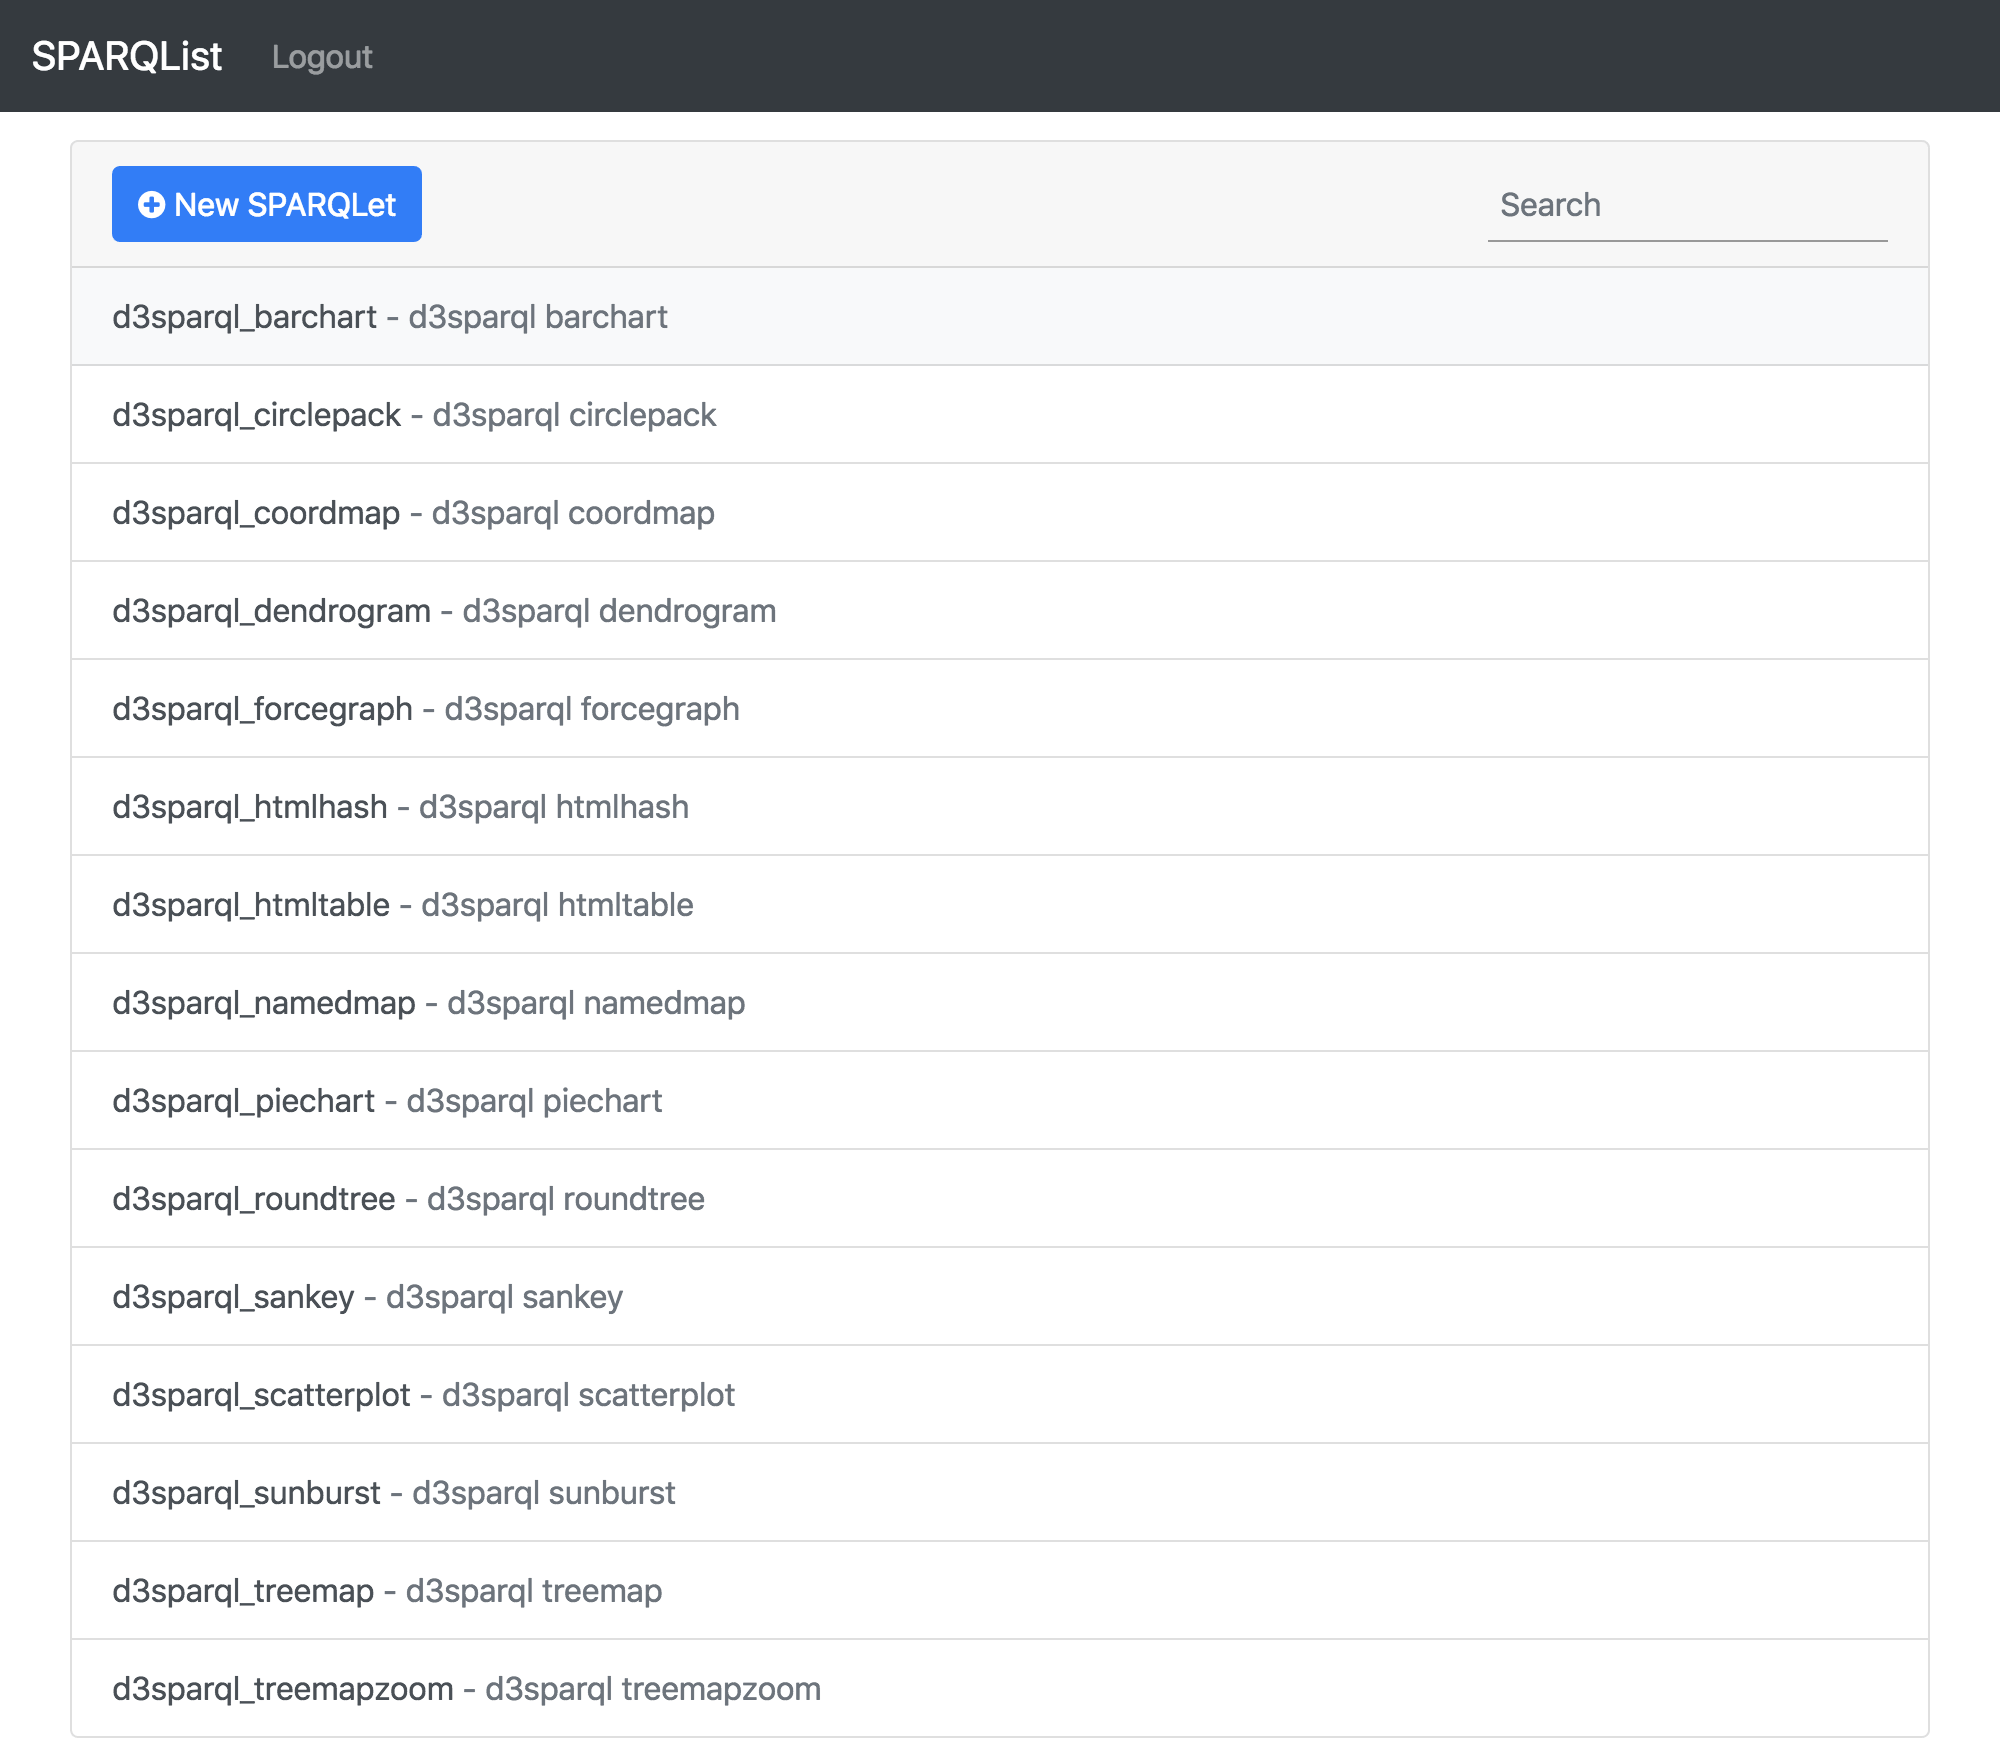 SPARQList Logout
New SPARQLet Search
d3sparql_barchart - d3sparql barchart
d3sparql_circlepack - d3sparql circlepack
d3sparql_coordmap - d3sparql coordmap
d3sparql_dendrogram - d3sparql dendrogram
d3sparql_forcegraph - d3sparql forcegraph
d3sparql_htmlhash - d3sparql htmlhash
d3sparql_htmltable - d3sparql htmltable
d3sparql_namedmap - d3sparql namedmap
d3sparql_piechart - d3sparql piechart
d3sparql_roundtree - d3sparql roundtree
d3sparql_sankey - d3sparql sankey
d3sparql_scatterplot - d3sparql scatterplot
d3sparql_sunburst - d3sparql sunburst
d3sparql_treemap - d3sparql treemap
d3sparql_treemapzoom - d3sparql treemapzoom